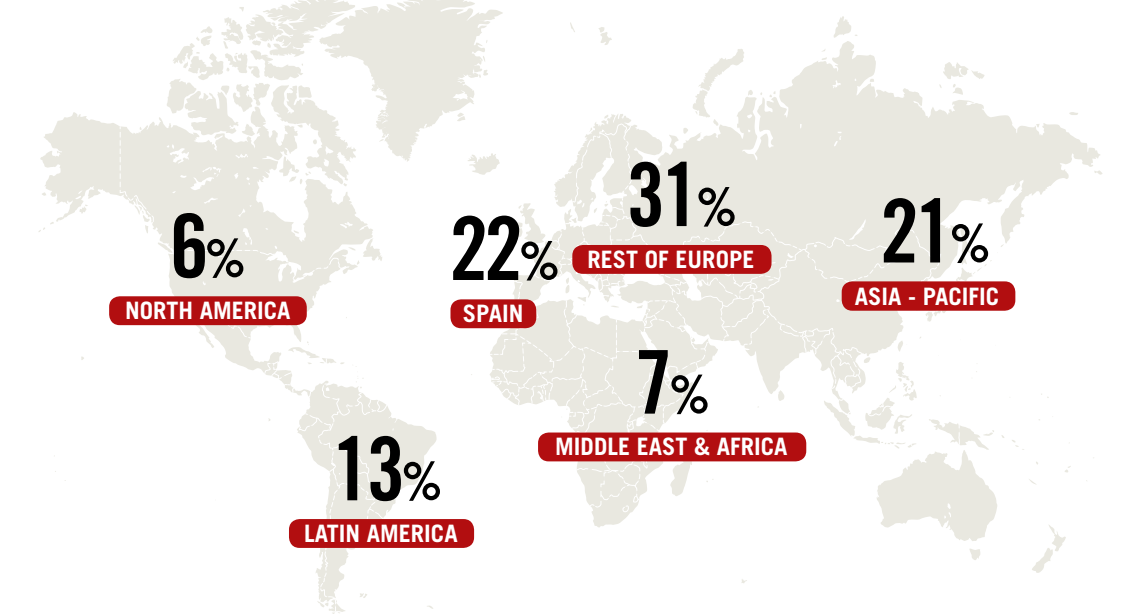 6%
NORTH AMERICA
22%
SPAIN
31%
REST OF EUROPE
21%
ASIA - PACIFIC
7%
MIDDLE EAST & AFRICA
13%
LATIN AMERICA